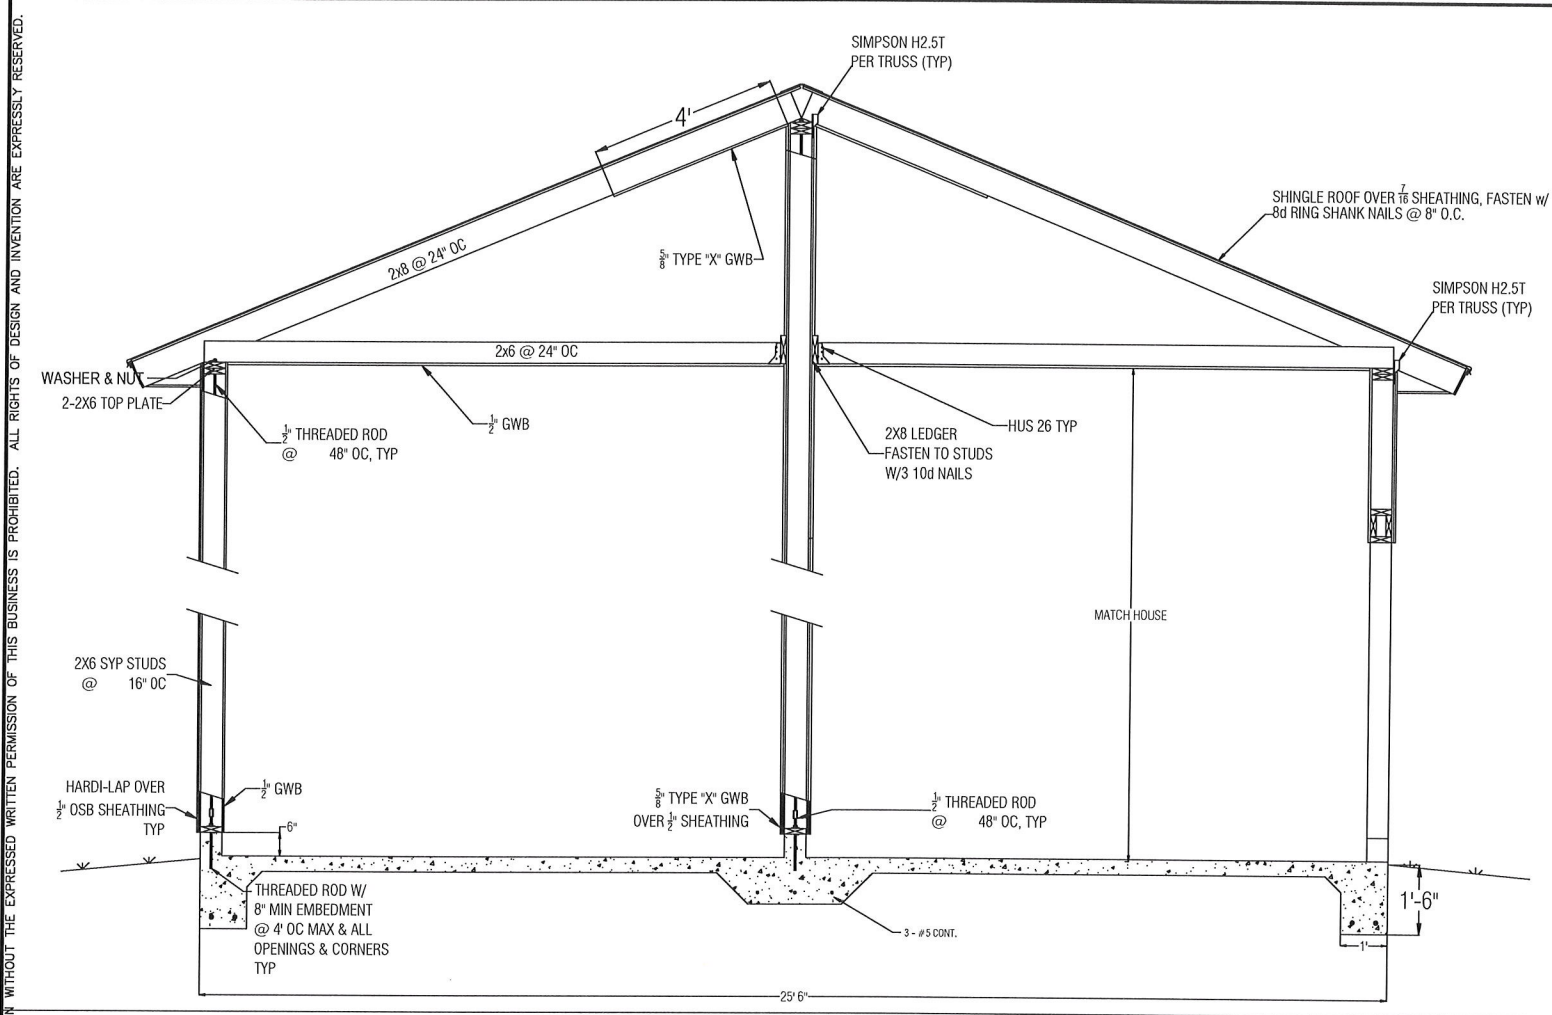 N WITHOUT THE EXPRESSED WRITTEN PERMISSION OF THIS BUSINESS IS PROHIBITED. ALL RIGHTS OF DESIGN AND INVENTION ARE EXPRESSLY RESERVED.
SIMPSON H2.5T
PER TRUSS (TYP)
4'
SHINGLE ROOF OVER 7/16 SHEATHING, FASTEN w/
8d RING SHANK NAILS @ 8" O.C.
2x8 @ 24" OC
5/8" TYPE "X" GWB
SIMPSON H2.5T
PER TRUSS (TYP)
2x6 @ 24" OC
WASHER & NUT
2-2X6 TOP PLATE
1/2" THREADED ROD
@ 48" OC, TYP
1/2" GWB
2X8 LEDGER
FASTEN TO STUDS
W/3 10d NAILS
HUS 26 TYP
MATCH HOUSE
2X6 SYP STUDS
@ 16" OC
HARDI-LAP OVER
1/2" OSB SHEATHING
TYP
1/2" GWB
6"
5/8" TYPE "X" GWB
OVER 1/2" SHEATHING
1/2" THREADED ROD
@ 48" OC, TYP
THREADED ROD W/
8" MIN EMBEDMENT
@ 4' OC MAX & ALL
OPENINGS & CORNERS
TYP
3 - #5 CONT.
1'-6"
1'
25' 6"